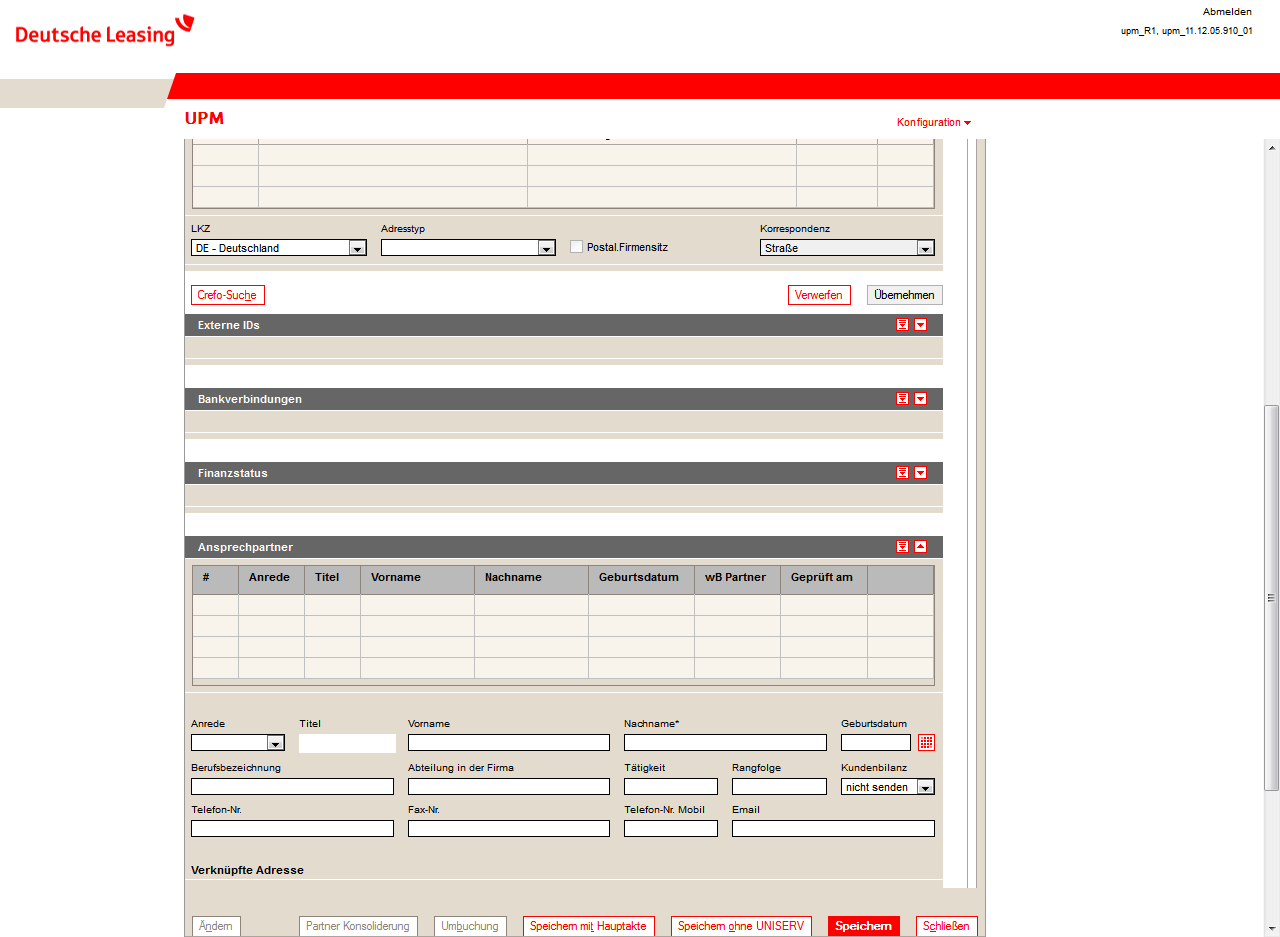 Abmelden
Deutsche Leasing
upm_R1, upm_11.12.05.910_01
UPM
Konfiguration
LKZ Adresstyp Korrespondenz
DE - Deutschland Postal.Firmensitz Straße
Crefo-Suche Verwerfen Übernehmen
Externe IDs
Bankverbindungen
Finanzstatus
Ansprechpartner
# Anrede Titel Vorname Nachname Geburtsdatum wB Partner Geprüft am
Anrede Titel Vorname Nachname* Geburtsdatum
Berufsbezeichnung Abteilung in der Firma Tätigkeit Rangfolge Kundenbilanz
nicht senden
Telefon-Nr. Fax-Nr. Telefon-Nr. Mobil Email
Verknüpfte Adresse
Ändern Partner Konsolidierung Umbuchung Speichern mit Hauptakte Speichern ohne UNISERV Speichern Schließen